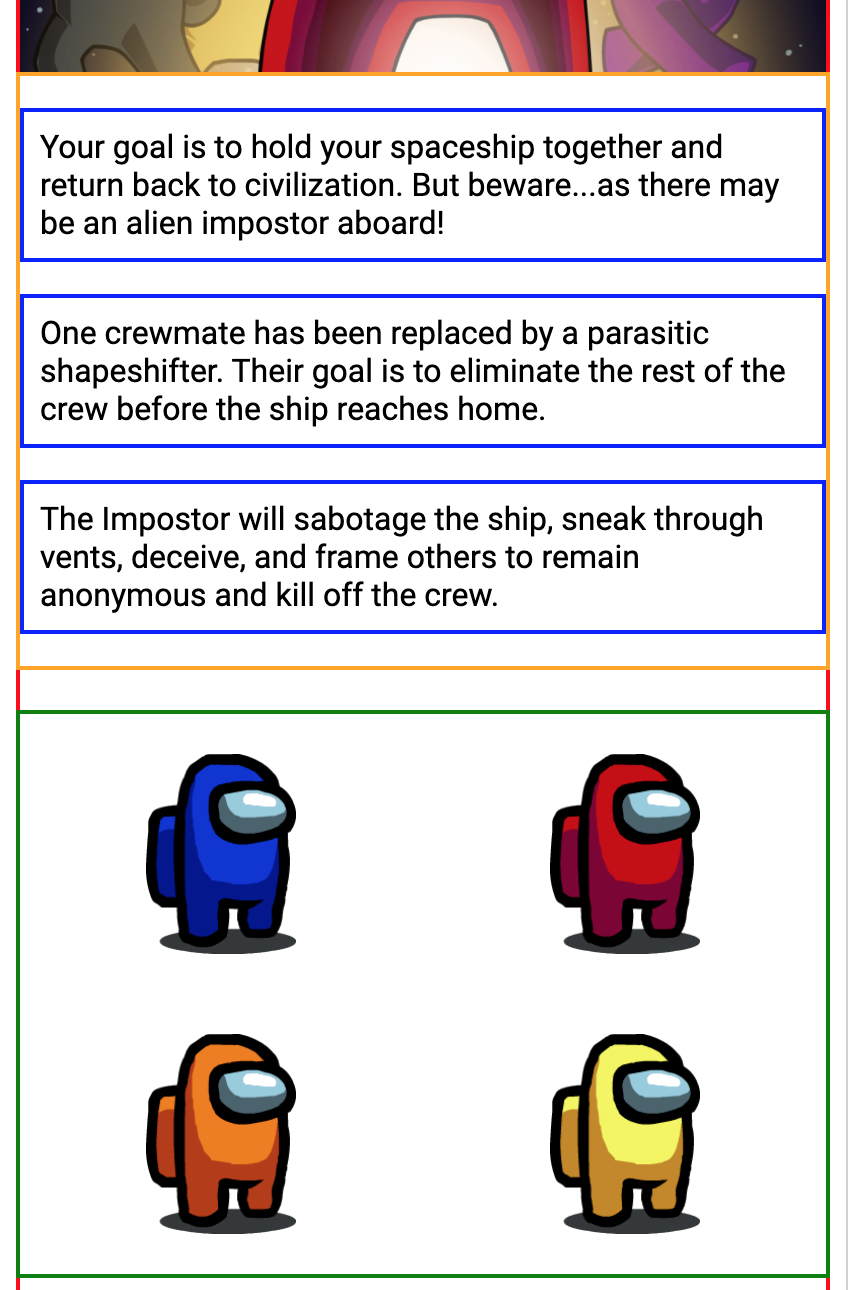 Your goal is to hold your spaceship together and
return back to civilization. But beware...as there may
be an alien impostor aboard!
One crewmate has been replaced by a parasitic
shapeshifter. Their goal is to eliminate the rest of the
crew before the ship reaches home.
The Impostor will sabotage the ship, sneak through
vents, deceive, and frame others to remain
anonymous and kill off the crew.